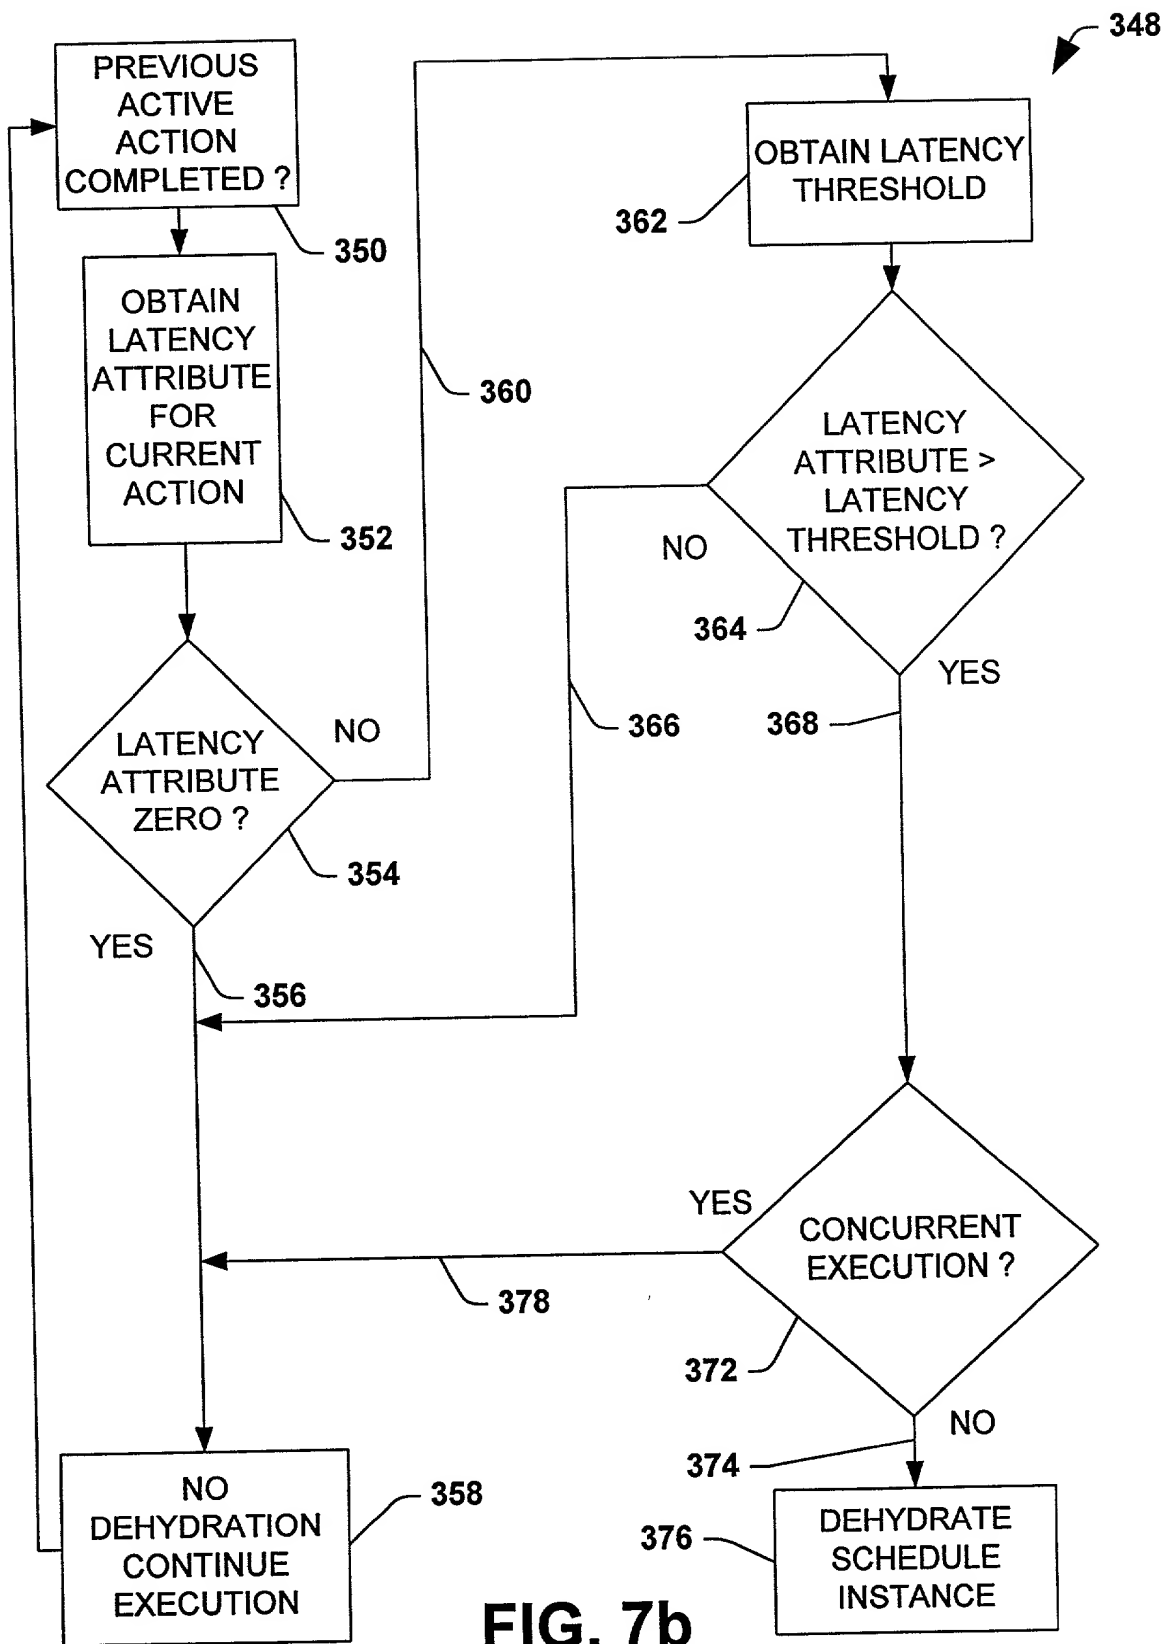 348
PREVIOUS
ACTIVE
ACTION
COMPLETED ?
350
OBTAIN
LATENCY
ATTRIBUTE
FOR
CURRENT
ACTION
352
LATENCY
ATTRIBUTE
ZERO ?
NO
354
YES
356
360
OBTAIN LATENCY
THRESHOLD
362
LATENCY
ATTRIBUTE >
LATENCY
THRESHOLD ?
NO
364
YES
366
368
CONCURRENT
EXECUTION ?
YES
378
372
NO
374
DEHYDRATE
SCHEDULE
INSTANCE
376
NO
DEHYDRATION
CONTINUE
EXECUTION
358
FIG. 7b